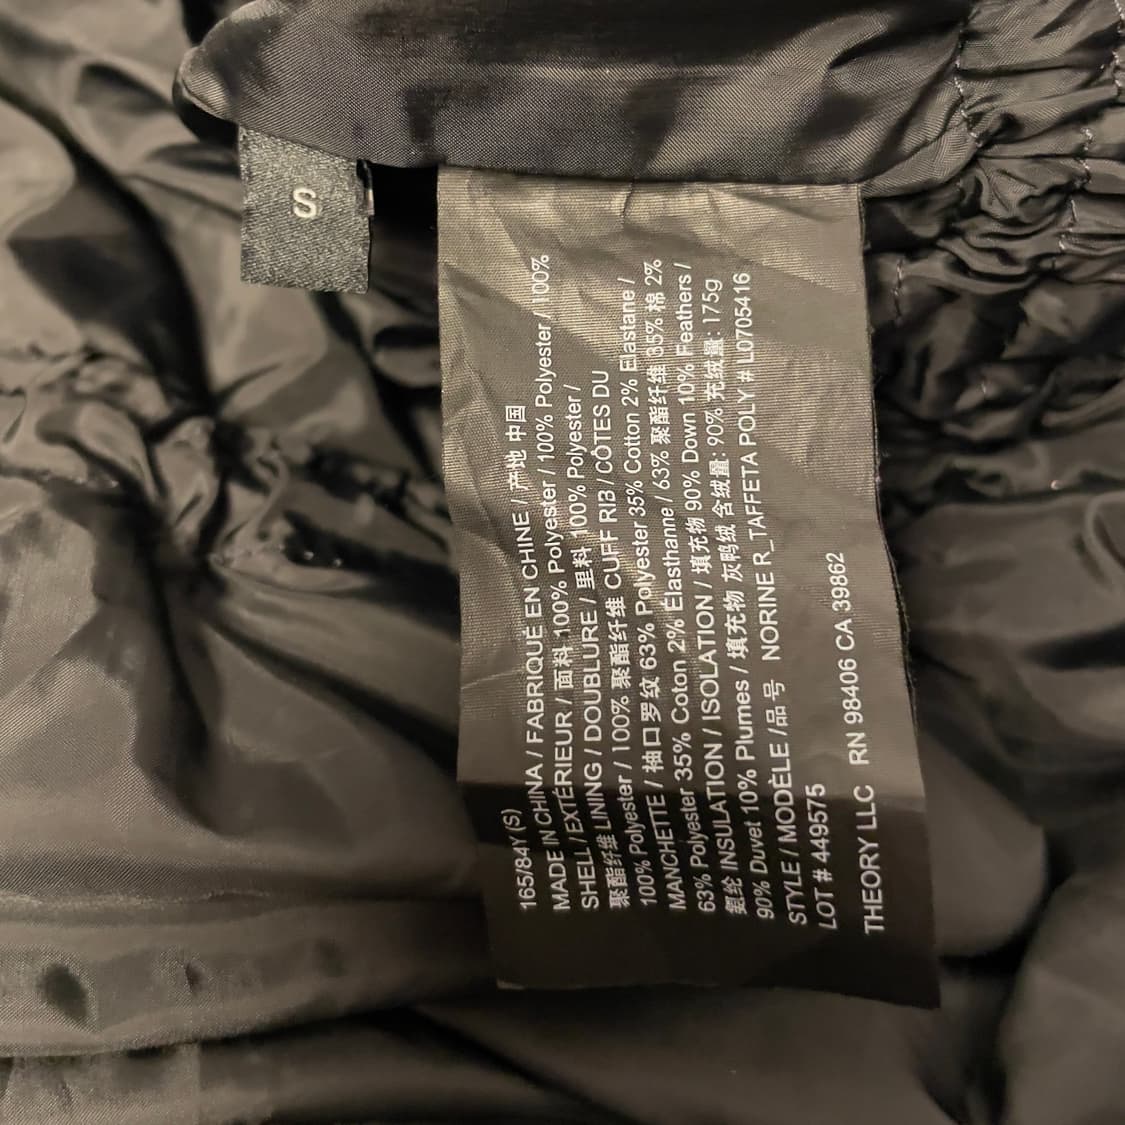 S
165/84Y (S)
MADE IN CHINA / FABRIQUÉ EN CHINE / 产地 中国
SHELL / EXTÉRIEUR / 面料 100% Polyester / 100% Polyester / 100%
聚酯纤维 LINING / DOUBLURE / 里料 100% Polyester /
100% Polyester / 100% 聚酯纤维 CUFF RIB / CÔTES DU
MANCHETTE / 袖口罗纹 63% Polyester 35% Cotton 2% Elastane /
63% Polyester 35% Coton 2% Élasthanne / 63% 聚酯纤维 35% 棉 2%
氨纶 INSULATION / ISOLATION / 填充物 90% Down 10% Feathers /
90% Duvet 10% Plumes / 填充物 灰鸭绒 含绒量: 90% 充绒量: 175g
STYLE / MODÈLE /品号 NORINE R_TAFFETA POLY # L0705416
LOT # 449575
THEORY LLC RN 98406 CA 39862